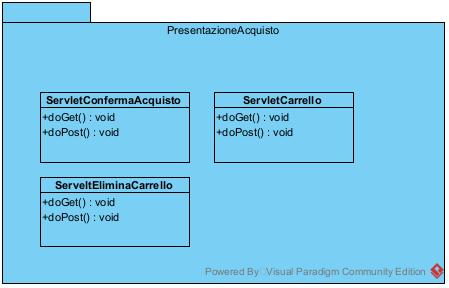 PresentazioneAcquisto
ServletConfermaAcquisto
+doGet() : void
+doPost() : void
ServletCarrello
+doGet() : void
+doPost() : void
ServeltEliminaCarrello
+doGet() : void
+doPost() : void
Powered By Visual Paradigm Community Edition